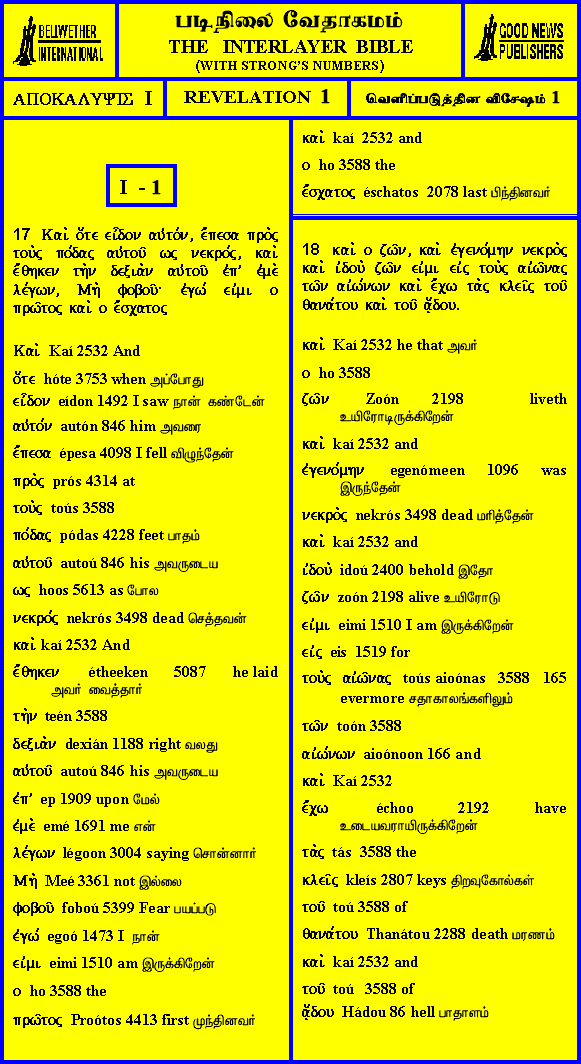 BELLWETHER
INTERNATIONAL
படிநிலை வேதாகமம்
THE INTERLAYER BIBLE
(WITH STRONG'S NUMBERS)
GOOD NEWS
PUBLISHERS
ΑΠΟΚΑΛΥΨΙΣ I
REVELATION 1
வெளிப்படுத்தின விசேஷம் 1
I - 1
17 Καὶ ὅτε εἶδον αὐτόν, ἔπεσα πρὸς
τοὺς πόδας αὐτοῦ ως νεκρός, καὶ
ἔθηκεν τὴν δεξιὰν αὐτοῦ ἐπ' ἐμὲ
λέγων, Μὴ φοβοῦ· ἐγώ εἰμι ο
πρῶτος καὶ ο ἔσχατος
Καὶ Kaí 2532 And
ὅτε hóte 3753 when அப்போது
εἶδον eídon 1492 I saw நான் கண்டேன்
αὐτόν autón 846 him அவரை
ἔπεσα épesa 4098 I fell விழுந்தேன்
πρὸς prós 4314 at
τοὺς toús 3588
πόδας pódas 4228 feet பாதம்
αὐτοῦ autoú 846 his அவருடைய
ως hoos 5613 as போல
νεκρός nekrós 3498 dead செத்தவன்
καὶ kaí 2532 And
ἔθηκεν étheeken 5087 he laid
அவர் வைத்தார்
τὴν teén 3588
δεξιὰν dexián 1188 right வலது
αὐτοῦ autoú 846 his அவருடைய
ἐπ' ep 1909 upon மேல்
ἐμὲ emé 1691 me என்
λέγων légoon 3004 saying சொன்னார்
Μὴ Meé 3361 not இல்லை
φοβοῦ foboú 5399 Fear பயப்படு
ἐγώ egoó 1473 I நான்
εἰμι eimi 1510 am இருக்கிறேன்
ο ho 3588 the
πρῶτος Proótos 4413 first முந்தினவர்
καὶ kaí 2532 and
ο ho 3588 the
ἔσχατος éschatos 2078 last பிந்தினவர்
18 καὶ ο ζῶν, καὶ ἐγενόμην νεκρὸς
καὶ ἰδοὺ ζῶν εἰμι εἰς τοὺς αἰῶνας
τῶν αἰώνων καὶ ἔχω τὰς κλεῖς τοῦ
θανάτου καὶ τοῦ ᾅδου.
καὶ Kaí 2532 he that அவர்
ο ho 3588
ζῶν Zoón 2198 liveth
உயிரோடிருக்கிறேன்
καὶ kaí 2532 and
ἐγενόμην egenómeen 1096 was
இருந்தேன்
νεκρὸς nekrós 3498 dead மரித்தேன்
καὶ kaí 2532 and
ἰδοὺ idoú 2400 behold இதோ
ζῶν zoón 2198 alive உயிரோடு
εἰμι eimi 1510 I am இருக்கிறேன்
εἰς eis 1519 for
τοὺς αἰῶνας toús aioónas 3588 165
evermore சதாகாலங்களிலும்
τῶν toón 3588
αἰώνων aioónoon 166 and
καὶ Kaí 2532
ἔχω échoo 2192 have
உடையவராயிருக்கிறேன்
τὰς tás 3588 the
κλεῖς kleís 2807 keys திறவுகோல்கள்
τοῦ toú 3588 of
θανάτου Thanátou 2288 death மரணம்
καὶ kaí 2532 and
τοῦ toú 3588 of
ᾅδου Hádou 86 hell பாதாளம்